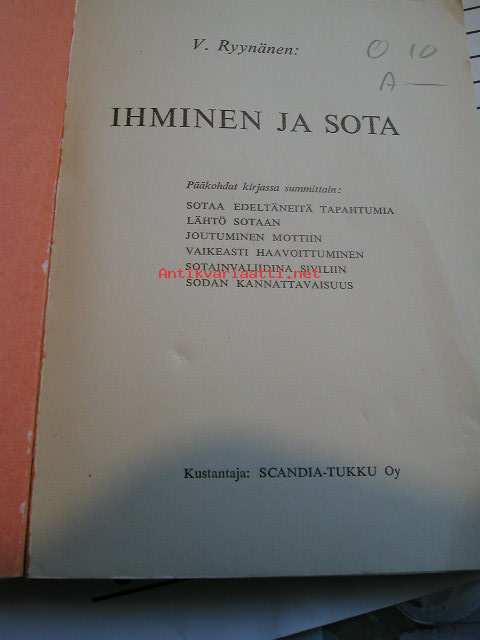 V. Ryynänen:
O 10
A—
IHMINEN JA SOTA
Pääkohdat kirjassa summittain:
SOTAA EDELTÄNEITÄ TAPAHTUMIA
LÄHTÖ SOTAAN
JOUTUMINEN MOTTIIN
VAIKEASTI HAAVOITTUMINEN
SOTAINVALIIDINA SIVILIIN
Antikvariaatti.net
SODAN KANNATTAVAISUUS
Kustantaja: SCANDIA-TUKKU Oy